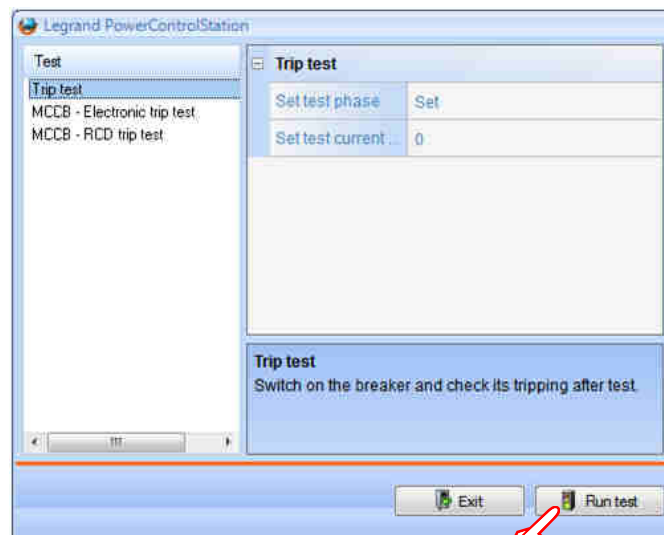 Legrand PowerControlStation
Test
Trip test
MCCB - Electronic trip test
MCCB - RCD trip test
Trip test
Set test phase Set
Set test current ... 0
Trip test
Switch on the breaker and check its tripping after test.
Exit Run test